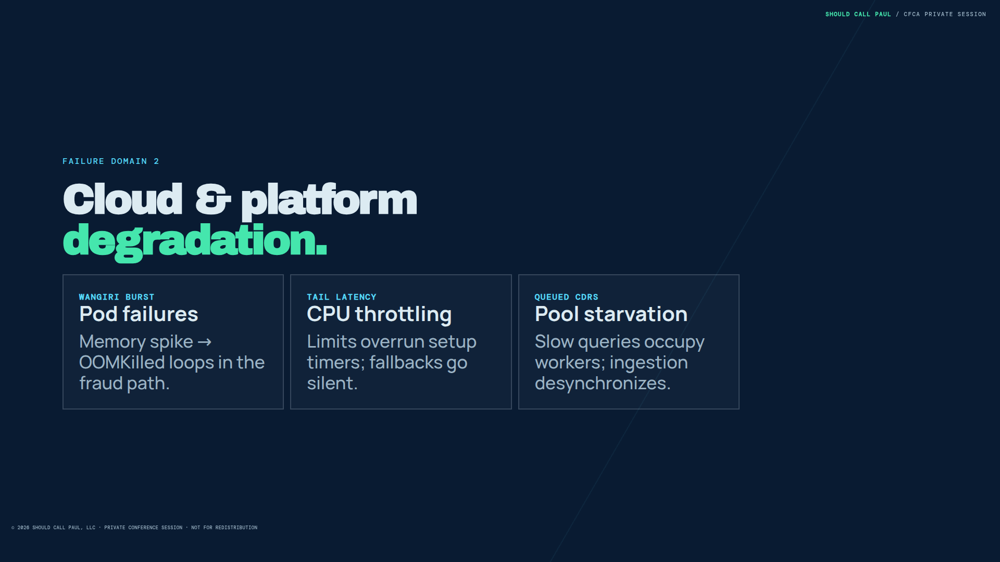 SHOULD CALL PAUL / CFCA PRIVATE SESSION
FAILURE DOMAIN 2
Cloud & platform
degradation.
WANGIRI BURST
Pod failures
Memory spike →
OOMKilled loops in the
fraud path.
TAIL LATENCY
CPU throttling
Limits overrun setup
timers; fallbacks go
silent.
QUEUED CDRS
Pool starvation
Slow queries occupy
workers; ingestion
desynchronizes.
© 2026 SHOULD CALL PAUL, LLC · PRIVATE CONFERENCE SESSION · NOT FOR REDISTRIBUTION